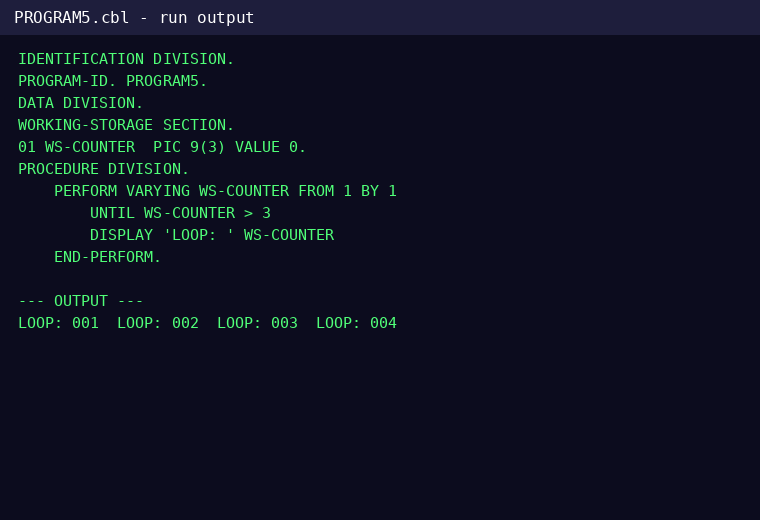 PROGRAM5.cbl - run output
IDENTIFICATION DIVISION.
PROGRAM-ID. PROGRAM5.
DATA DIVISION.
WORKING-STORAGE SECTION.
01 WS-COUNTER  PIC 9(3) VALUE 0.
PROCEDURE DIVISION.
    PERFORM VARYING WS-COUNTER FROM 1 BY 1
        UNTIL WS-COUNTER > 3
        DISPLAY 'LOOP: ' WS-COUNTER
    END-PERFORM.
--- OUTPUT ---
LOOP: 001  LOOP: 002  LOOP: 003  LOOP: 004